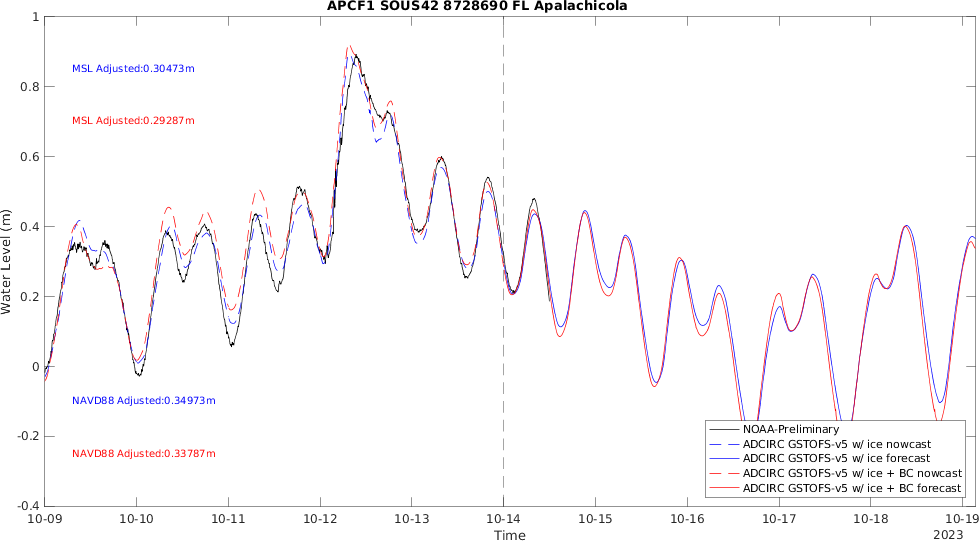 APCF1 SOUS42 8728690 FL Apalachicola
Water Level (m)
1
0.8
0.6
0.4
0.2
0
-0.2
-0.4
MSL Adjusted:0.30473m
MSL Adjusted:0.29287m
NAVD88 Adjusted:0.34973m
NAVD88 Adjusted:0.33787m
NOAA-Preliminary
ADCIRC GSTOFS-v5 w/ ice nowcast
ADCIRC GSTOFS-v5 w/ ice forecast
ADCIRC GSTOFS-v5 w/ ice + BC nowcast
ADCIRC GSTOFS-v5 w/ ice + BC forecast
10-09 10-10 10-11 10-12 10-13 10-14 10-15 10-16 10-17 10-18 10-19
Time
2023